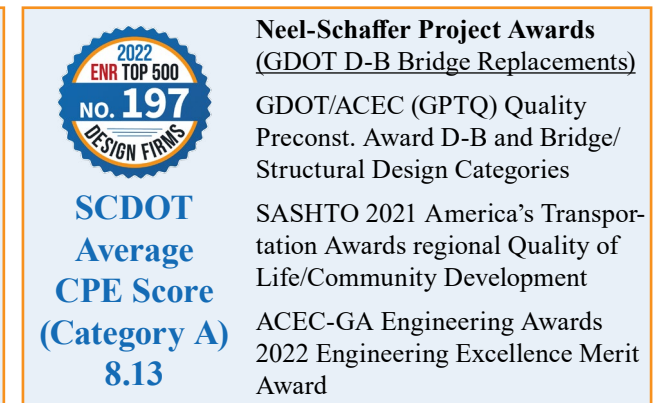 2022
ENR TOP 500
NO. 197
DESIGN FIRMS
SCDOT
Average
CPE Score
(Category A)
8.13
Neel-Schaffer Project Awards
(GDOT D-B Bridge Replacements)
GDOT/ACEC (GPTQ) Quality
Preconst. Award D-B and Bridge/
Structural Design Categories
SASHTO 2021 America’s Transpor-
tation Awards regional Quality of
Life/Community Development
ACEC-GA Engineering Awards
2022 Engineering Excellence Merit
Award